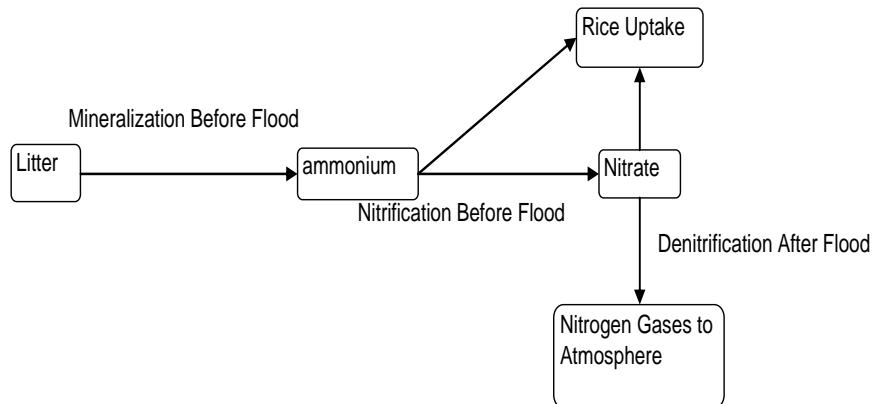 Rice Uptake
Mineralization Before Flood
Litter
ammonium
Nitrate
Nitrification Before Flood
Denitrification After Flood
Nitrogen Gases to
Atmosphere